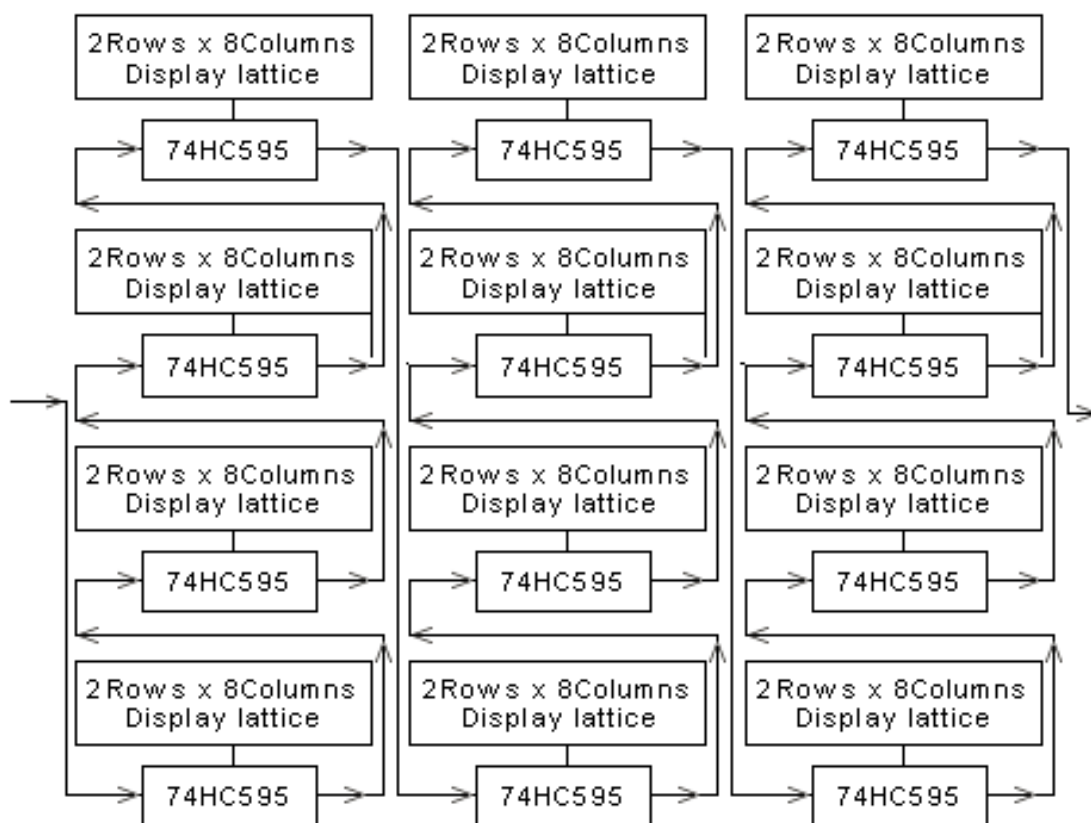 2Rows x 8Columns
Display lattice
2Rows x 8Columns
Display lattice
2Rows x 8Columns
Display lattice
74HC595
74HC595
74HC595
2Rows x 8Columns
Display lattice
2Rows x 8Columns
Display lattice
2Rows x 8Columns
Display lattice
74HC595
74HC595
74HC595
2Rows x 8Columns
Display lattice
2Rows x 8Columns
Display lattice
2Rows x 8Columns
Display lattice
74HC595
74HC595
74HC595
2Rows x 8Columns
Display lattice
2Rows x 8Columns
Display lattice
2Rows x 8Columns
Display lattice
74HC595
74HC595
74HC595